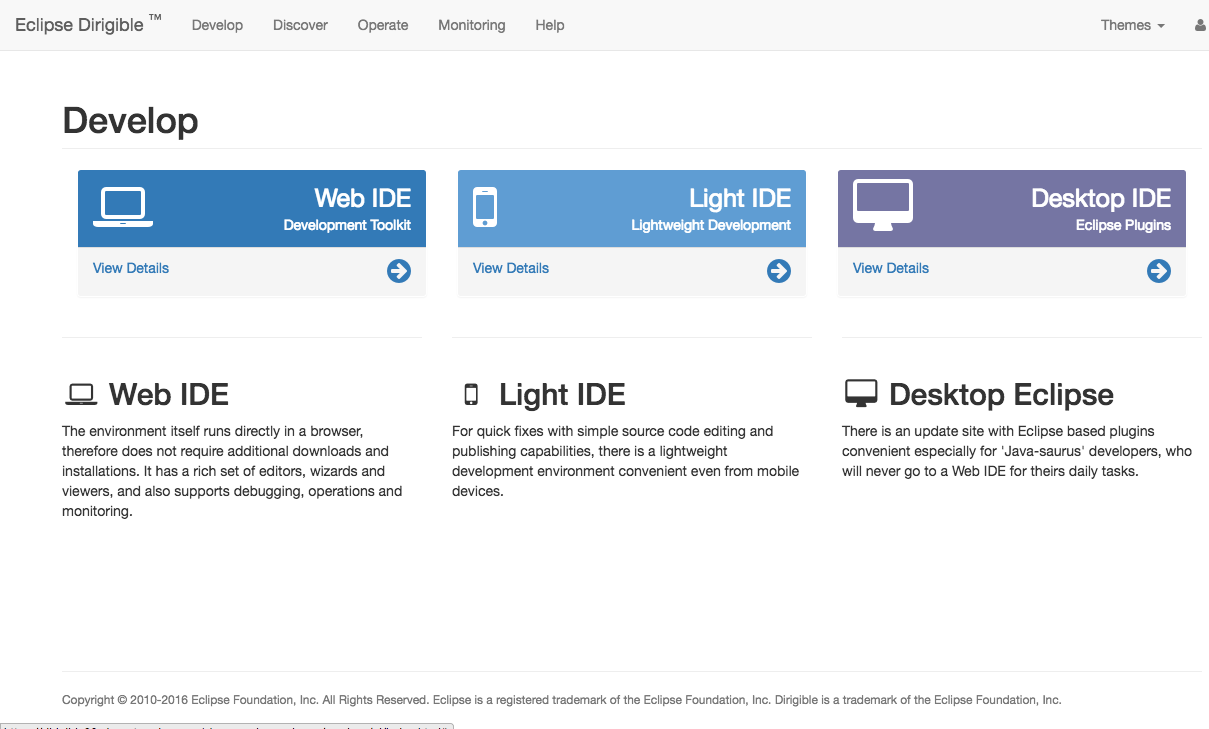 Eclipse Dirigible ™ Develop Discover Operate Monitoring Help Themes
Develop
Web IDE
Development Toolkit
View Details
Light IDE
Lightweight Development
View Details
Desktop IDE
Eclipse Plugins
View Details
Web IDE
The environment itself runs directly in a browser,
therefore does not require additional downloads and
installations. It has a rich set of editors, wizards and
viewers, and also supports debugging, operations and
monitoring.
Light IDE
For quick fixes with simple source code editing and
publishing capabilities, there is a lightweight
development environment convenient even from mobile
devices.
Desktop Eclipse
There is an update site with Eclipse based plugins
convenient especially for 'Java-saurus' developers, who
will never go to a Web IDE for theirs daily tasks.
Copyright © 2010-2016 Eclipse Foundation, Inc. All Rights Reserved. Eclipse is a registered trademark of the Eclipse Foundation, Inc. Dirigible is a trademark of the Eclipse Foundation, Inc.